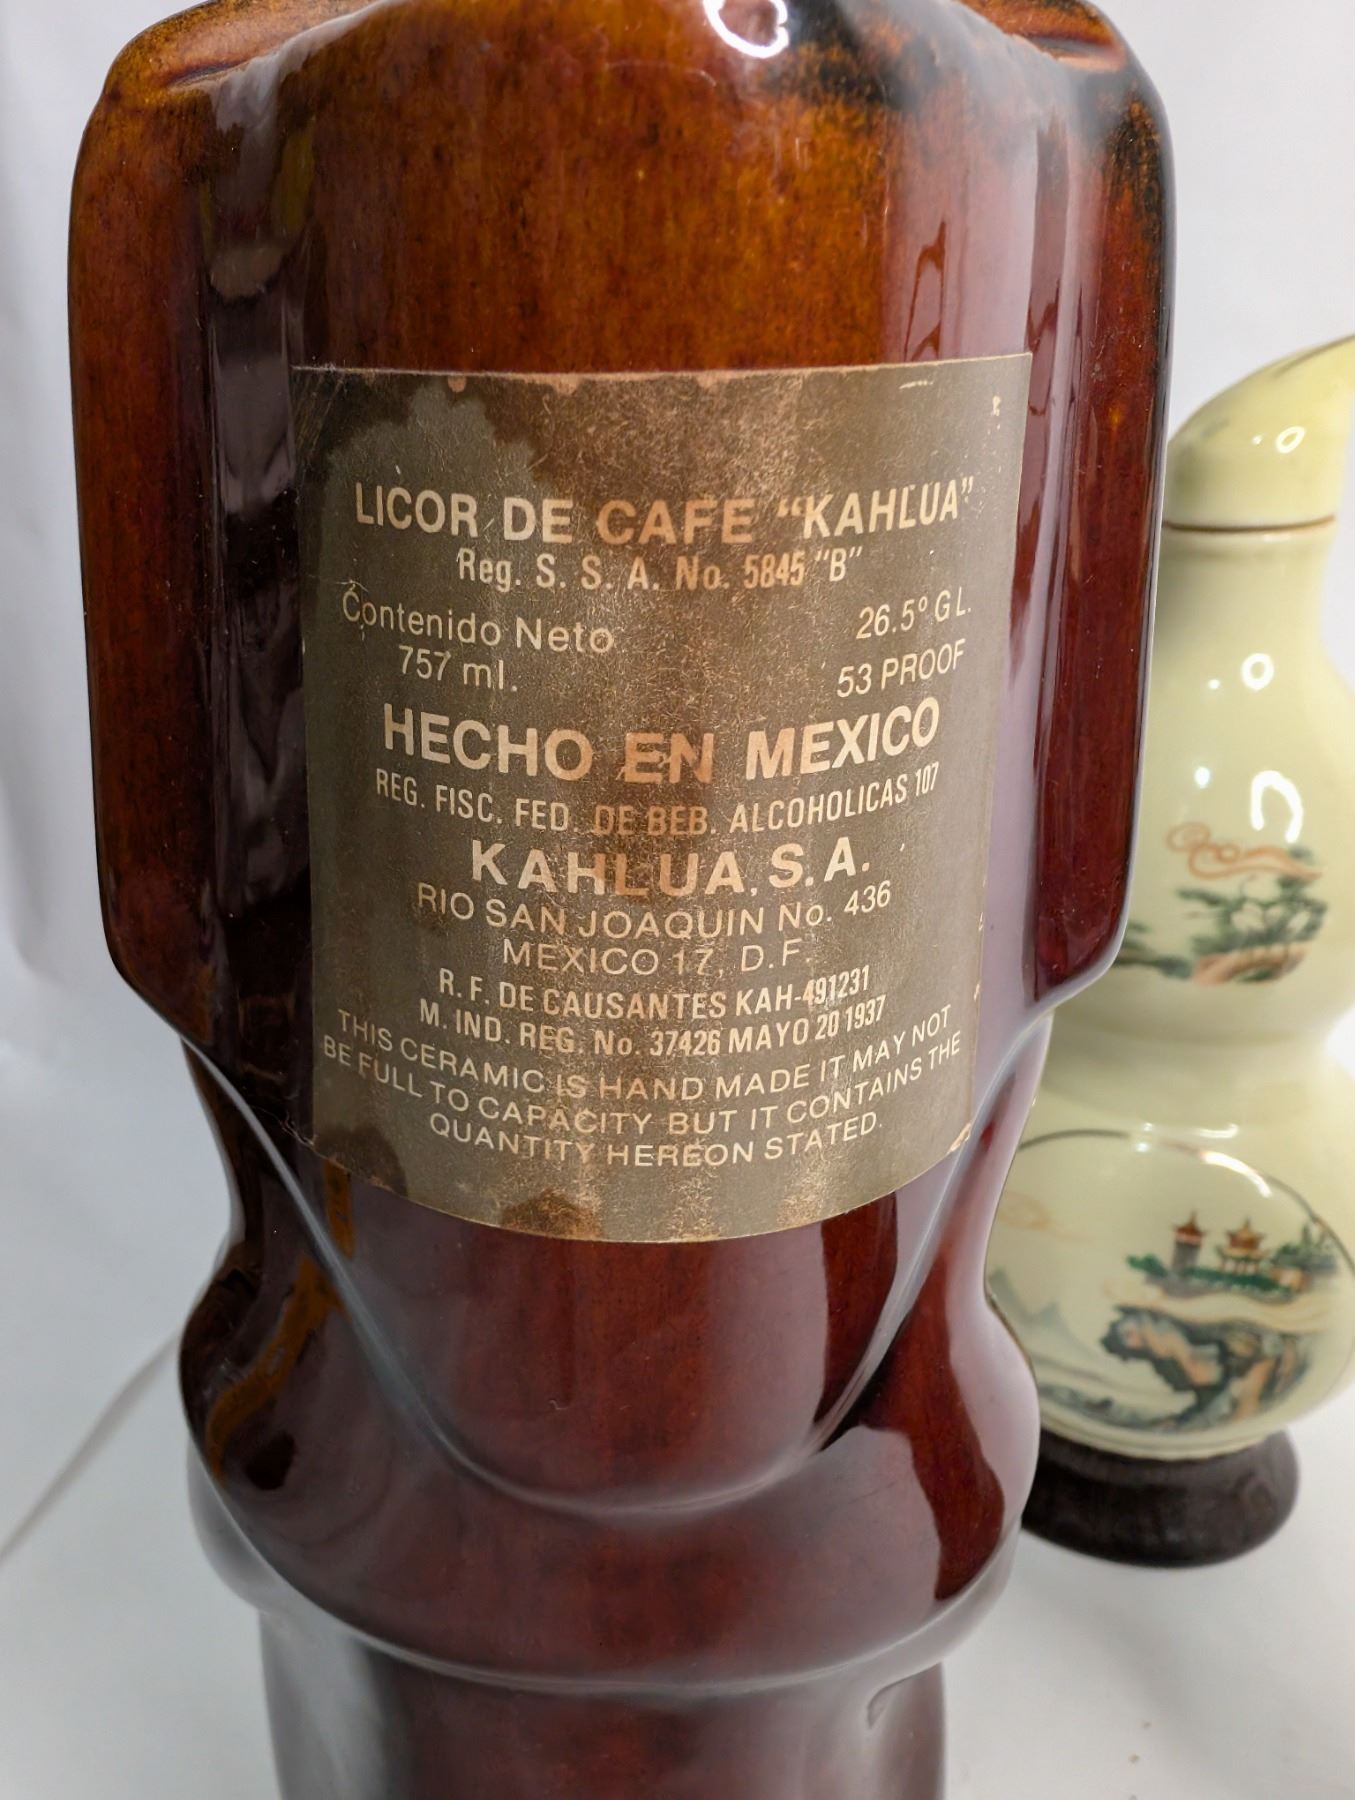 LICOR DE CAFE "KAHLUA"
Reg. S. S. A. No. 5845 "B"
Contenido Neto 26.5° GL.
757 ml. 53 PROOF
HECHO EN MEXICO
REG. FISC. FED. DE BEB. ALCOHOLICAS 107
KAHLUA, S.A.
RIO SAN JOAQUIN No. 436
MEXICO 17, D.F.
R. F. DE CAUSANTES KAH-491231
M. IND. REG. No. 37426 MAYO 20 1937
THIS CERAMIC IS HAND MADE IT MAY NOT
BE FULL TO CAPACITY BUT IT CONTAINS THE
QUANTITY HEREON STATED.